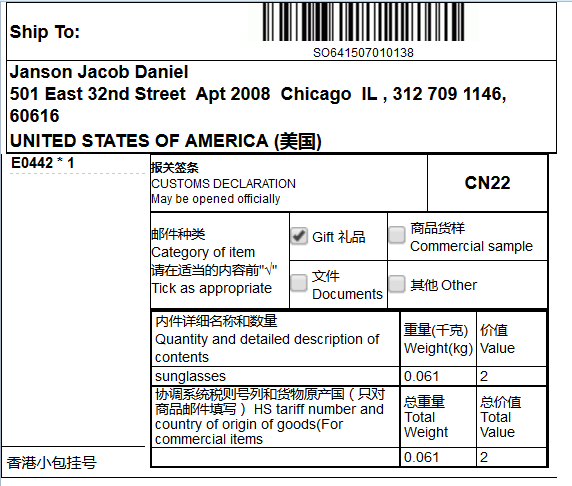 Ship To:
SO641507010138
Janson Jacob Daniel
501 East 32nd Street Apt 2008 Chicago IL , 312 709 1146,
60616
UNITED STATES OF AMERICA (美国)
E0442 * 1
报关签条
CUSTOMS DECLARATION
May be opened officially
CN22
邮件种类
Category of item
请在适当的内容前"√"
Tick as appropriate
Gift 礼品
商品货样
Commercial sample
文件
Documents
其他 Other
内件详细名称和数量
Quantity and detailed description of
contents
重量(千克)
Weight(kg)
价值
Value
sunglasses
0.061
2
协调系统税则号列和货物原产国（只对
商品邮件填写） HS tariff number and
country of origin of goods(For
commercial items
总重量
Total
Weight
总价值
Total
Value
0.061
2
香港小包挂号